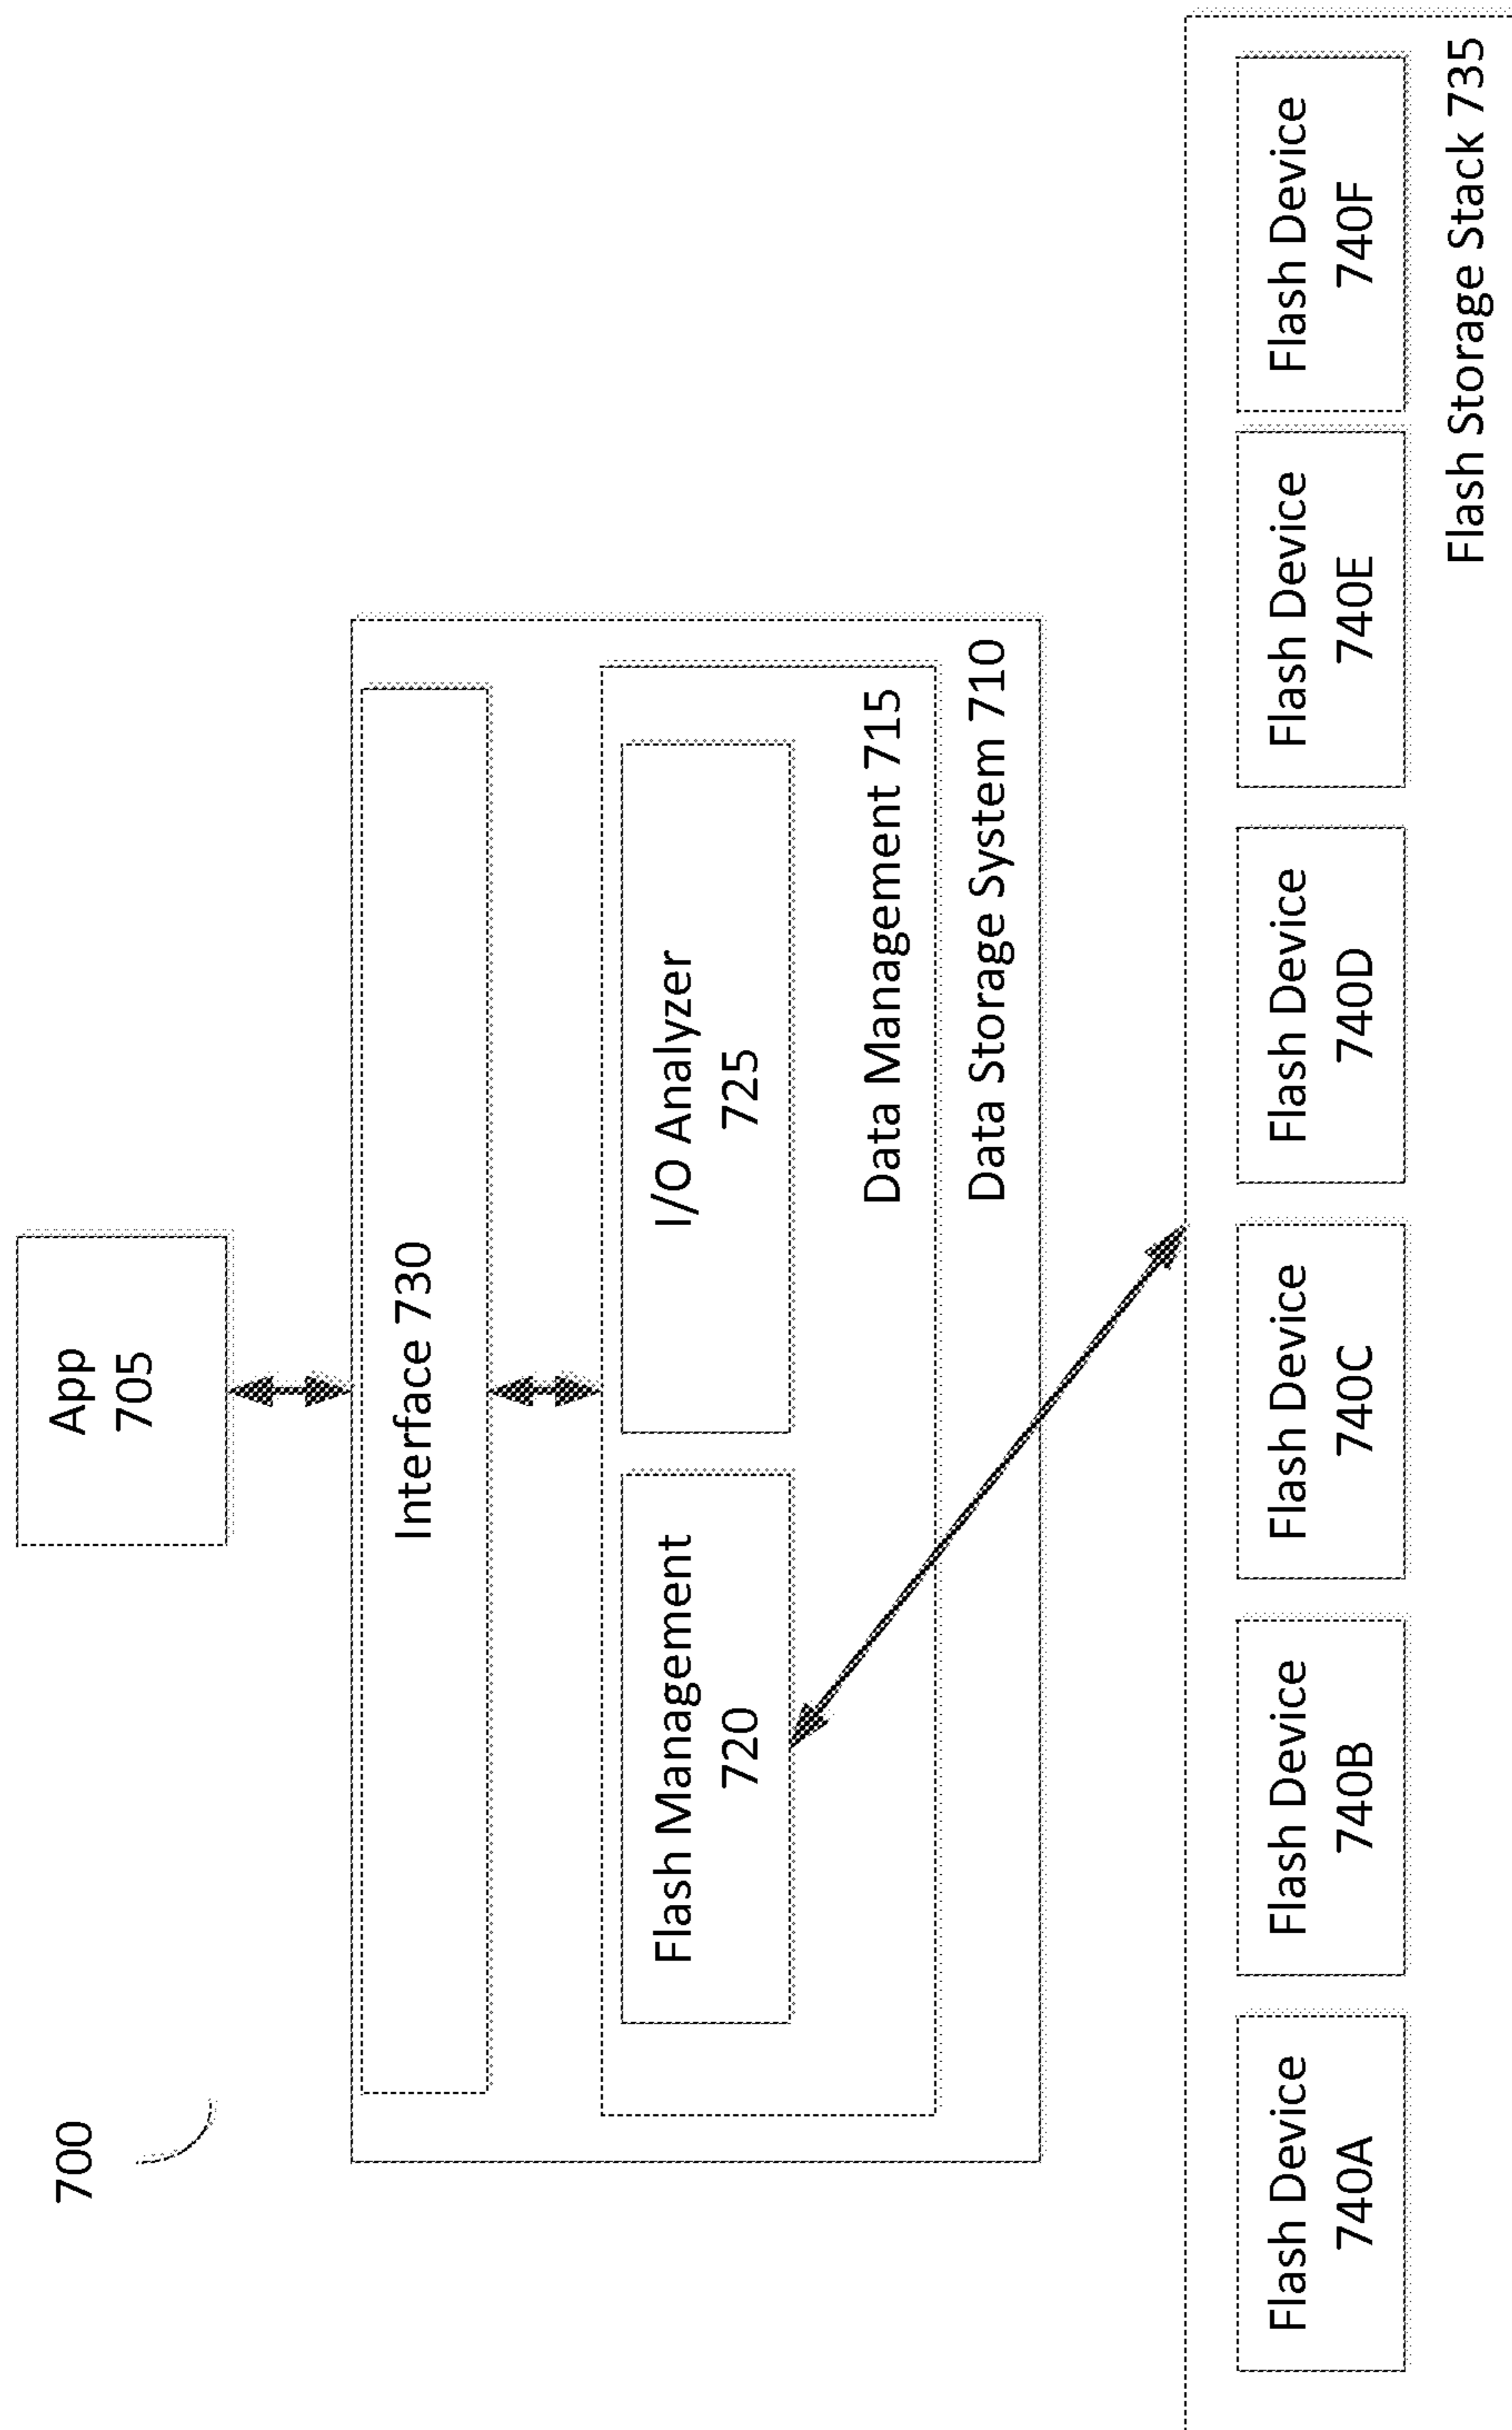 700
App
705
Interface 730
Flash Management
720
I/O Analyzer
725
Data Management 715
Data Storage System 710
Flash Device
740A
Flash Device
740B
Flash Device
740C
Flash Device
740D
Flash Device
740E
Flash Device
740F
Flash Storage Stack 735